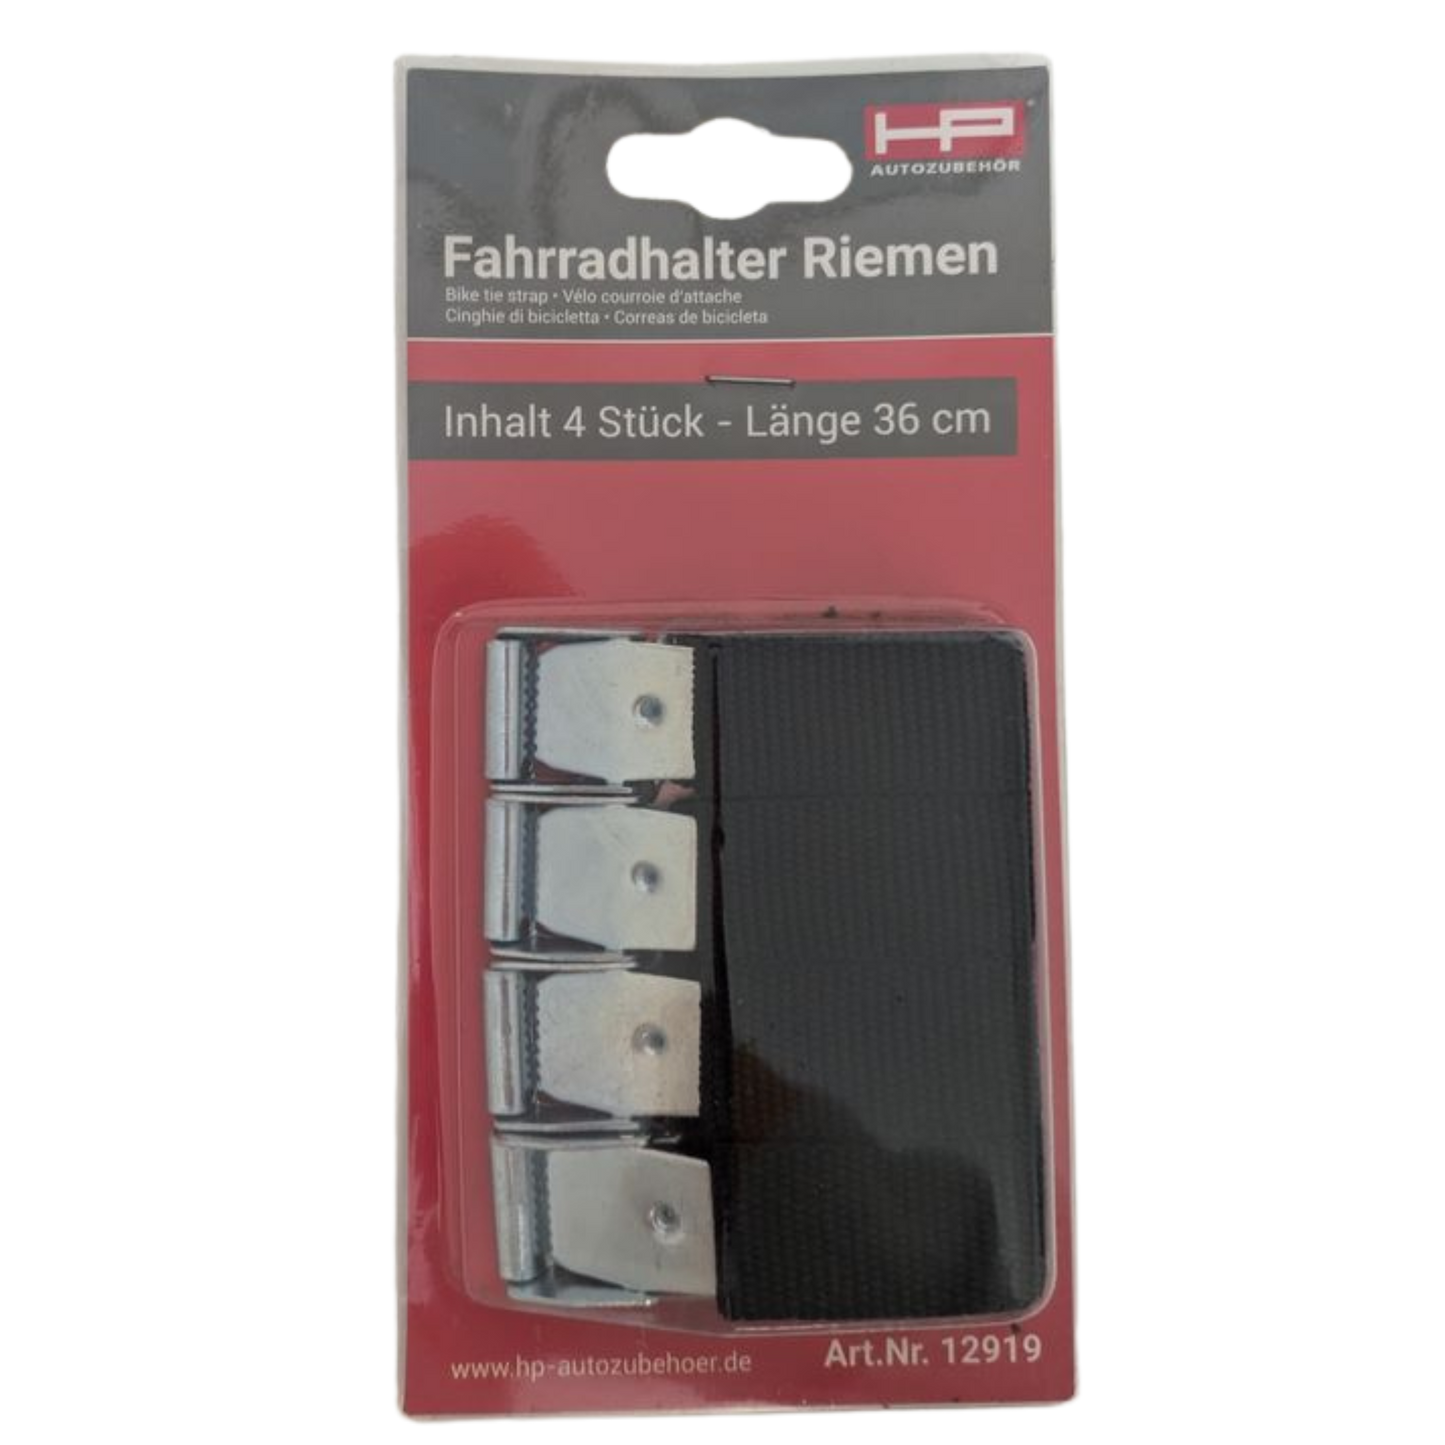 HP
AUTOZUBEHÖR
Fahrradhalter Riemen
Bike tie strap • Vélo courroie d'attache
Cinghie di bicicletta • Correas de bicicleta
Inhalt 4 Stück - Länge 36 cm
www.hp-autozubehoer.de
Art.Nr. 12919